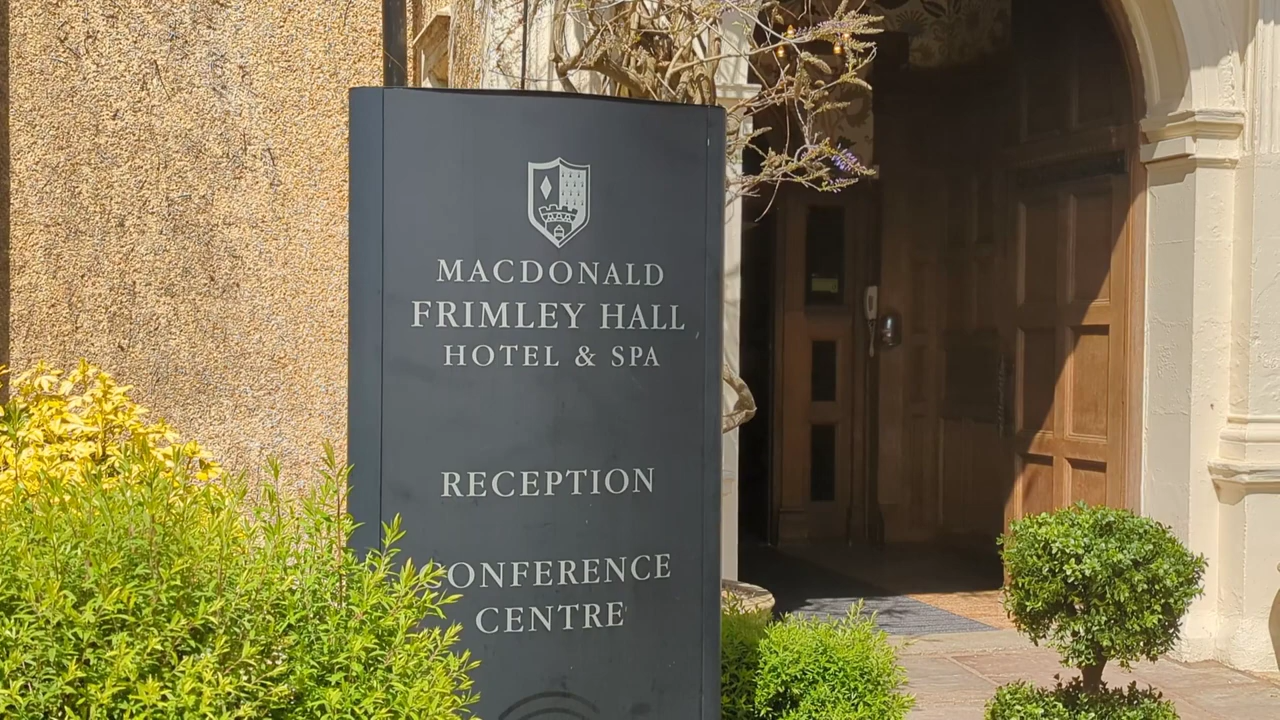 MACDONALD
FRIMLEY HALL
HOTEL & SPA
RECEPTION
CONFERENCE
CENTRE